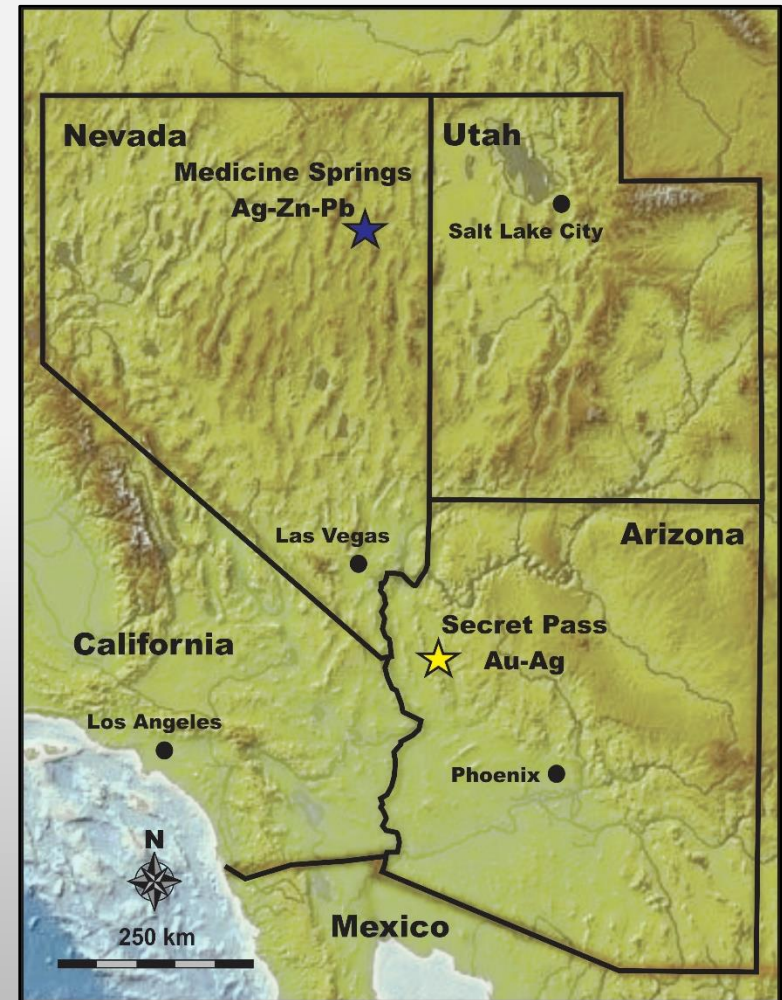 Nevada
Utah
Medicine Springs
Ag-Zn-Pb
Salt Lake City
Las Vegas
Arizona
Secret Pass
Au-Ag
California
Los Angeles
Phoenix
N
250 km
Mexico